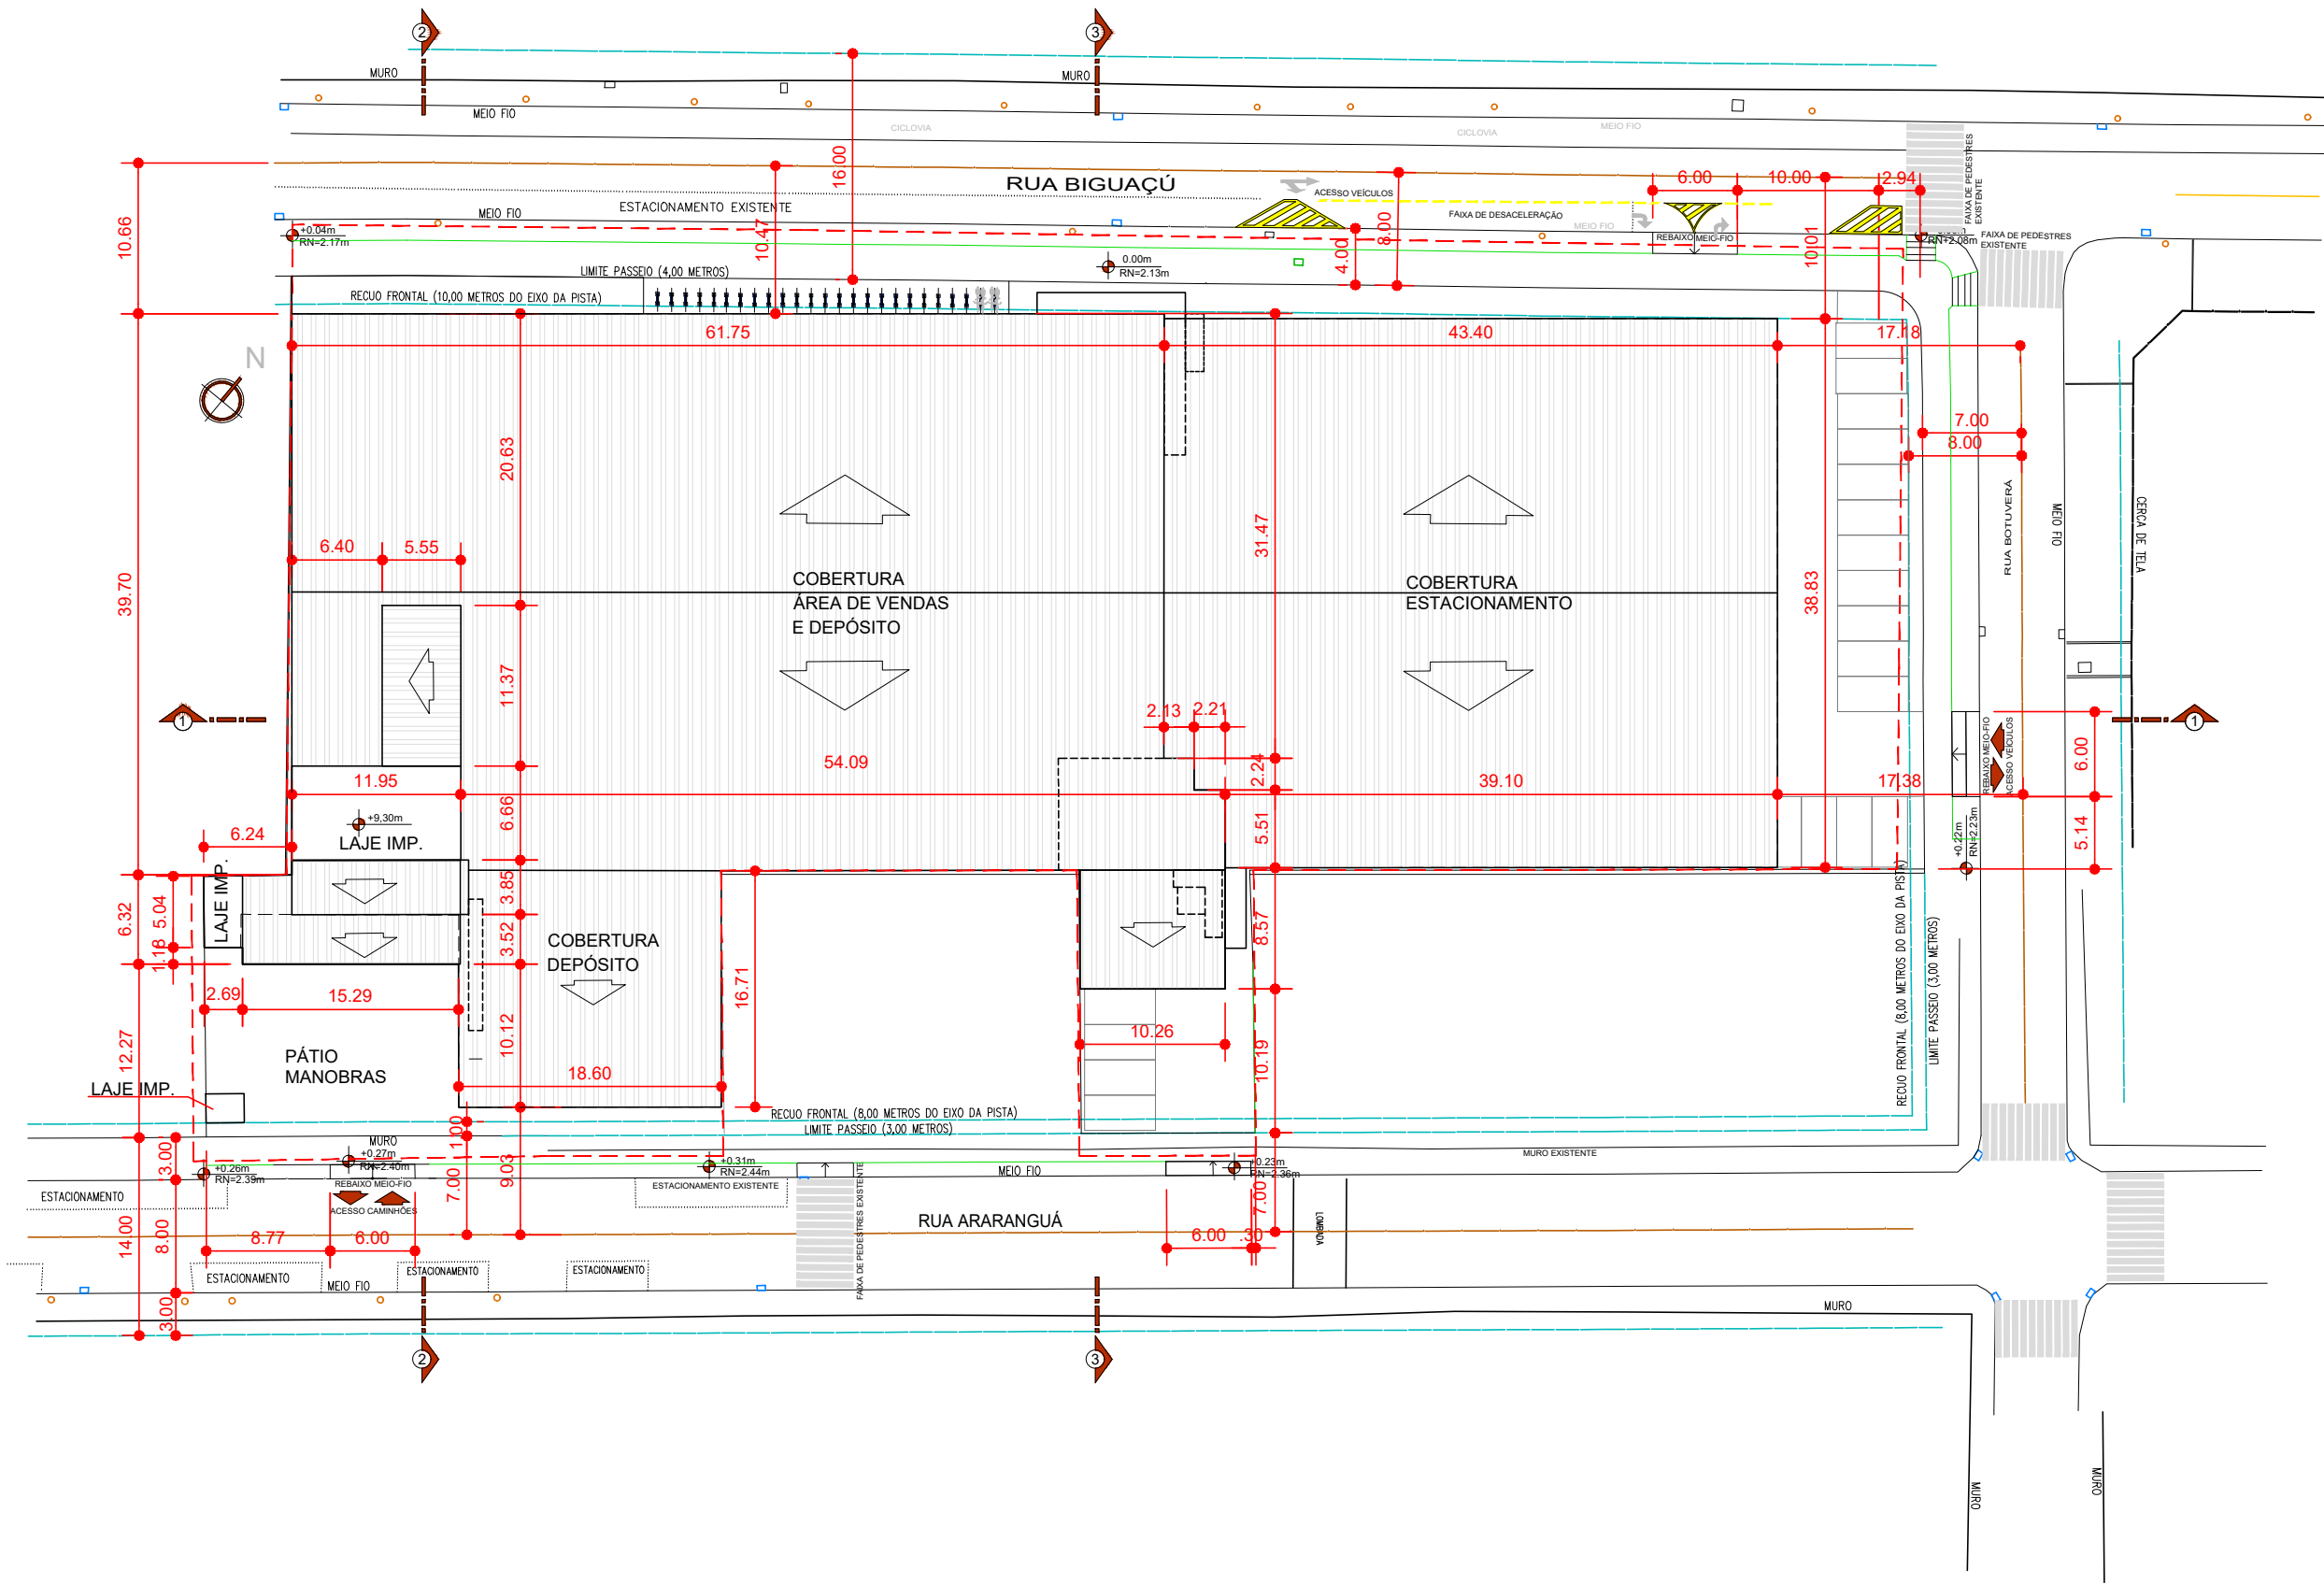 2
3
MURO
MURO
MEIO FIO
CICLOVIA
CICLOVIA
MEIO FIO
FAIXA DE PEDESTRES
EXISTENTE
16.00
RUA BIGUAÇÚ
ACESSO VEÍCULOS
6.00
10.00
2.94
ESTACIONAMENTO EXISTENTE
MEIO FIO
FAIXA DE DESACELERAÇÃO
MEIO FIO
REBAIXO MEIO-FIO
FAIXA DE PEDESTRES
EXISTENTE
RN=2.08m
10.66
+0.04m
RN=2.17m
10.47
8.00
4.00
10.01
0.00m
RN=2.13m
LIMITE PASSEIO (4,00 METROS)
RECUO FRONTAL (10,00 METROS DO EIXO DA PISTA)
61.75
43.40
17.18
N
7.00
8.00
20.63
31.47
6.40
5.55
39.70
38.83
COBERTURA
ÁREA DE VENDAS
E DEPÓSITO
COBERTURA
ESTACIONAMENTO
RUA BOTUVERÁ
MEIO FIO
CERCA DE TELA
11.37
1
1
2.13
2.21
REBAIXO MEIO-FIO
ACESSO VEÍCULOS
6.00
11.95
54.09
2.24
39.10
17.38
6.66
+9,30m
LAJE IMP.
6.24
5.51
+0.22m
RN=2.23m
5.14
LAJE IMP.
3.85
6.32
5.04
1.18
3.52
COBERTURA
DEPÓSITO
16.71
8.57
2.69
15.29
10.12
10.26
10.19
RECUO FRONTAL (8,00 METROS DO EIXO DA PISTA)
LIMITE PASSEIO (3,00 METROS)
12.27
PÁTIO
MANOBRAS
LAJE IMP.
18.60
RECUO FRONTAL (8,00 METROS DO EIXO DA PISTA)
LIMITE PASSEIO (3,00 METROS)
1.00
MURO
3.00
+0.27m
RN=2.40m
+0.26m
RN=2.39m
+0.31m
RN=2.44m
MEIO FIO
+0.23m
RN=2.36m
MURO EXISTENTE
7.00
9.03
7.00
ESTACIONAMENTO
REBAIXO MEIO-FIO
ACESSO CAMINHÕES
ESTACIONAMENTO EXISTENTE
FAIXA DE PEDESTRES EXISTENTE
RUA ARARANGUÁ
LOMBADA
14.00
8.00
8.77
6.00
6.00
.30
ESTACIONAMENTO
MEIO FIO
ESTACIONAMENTO
ESTACIONAMENTO
3.00
MURO
2
3
MURO
MURO